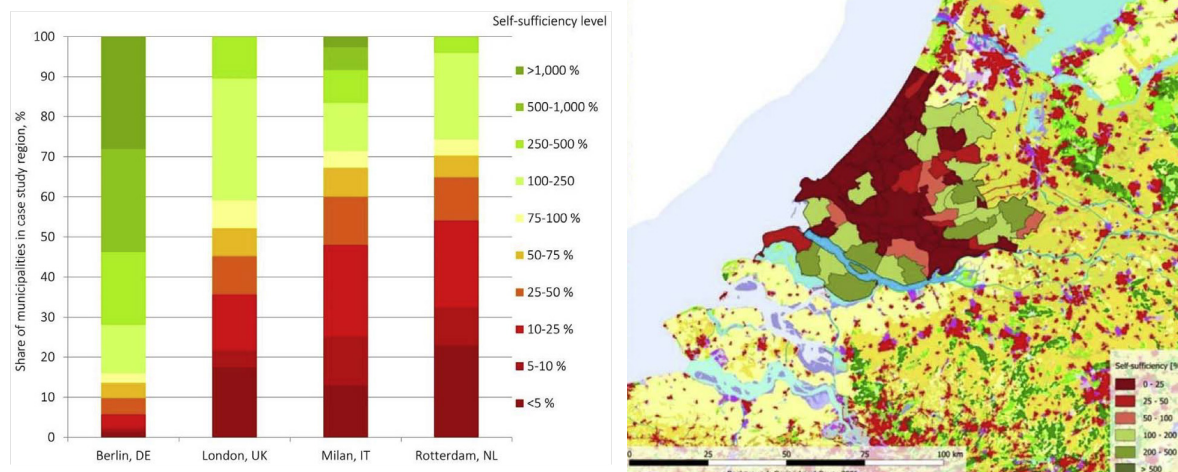 Self-sufficiency level
Share of municipalities in case study region, %
100
90
80
70
60
50
40
30
20
10
0
>1,000 %
500-1,000 %
250-500 %
100-250
75-100 %
50-75 %
25-50 %
10-25 %
5-10 %
<5 %
Berlin, DE
London, UK
Milan, IT
Rotterdam, NL
Self-sufficiency [%
0 - 25
25 - 50
50 - 100
100 - 200
200 - 500
> 500
0
25
50
75
100 km